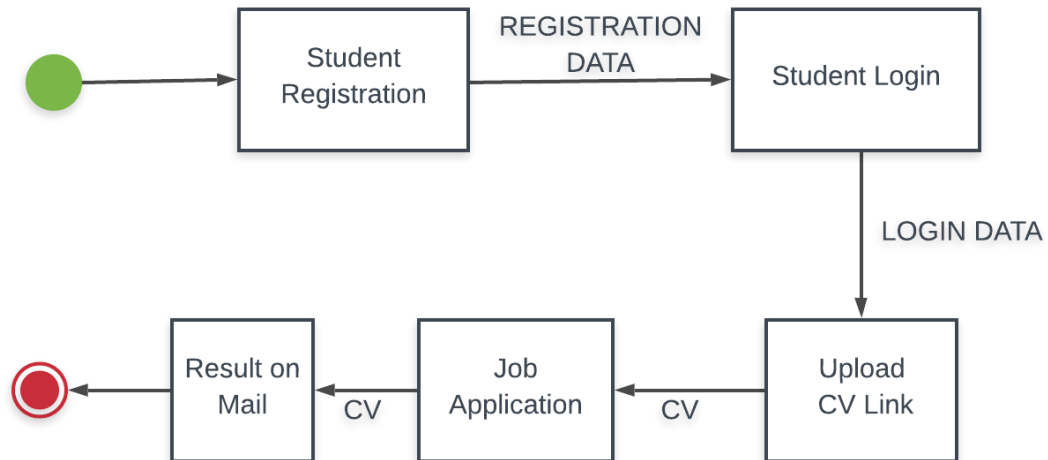 Student
Registration
REGISTRATION
DATA
Student Login
LOGIN DATA
Upload
CV Link
CV
Job
Application
CV
Result on
Mail